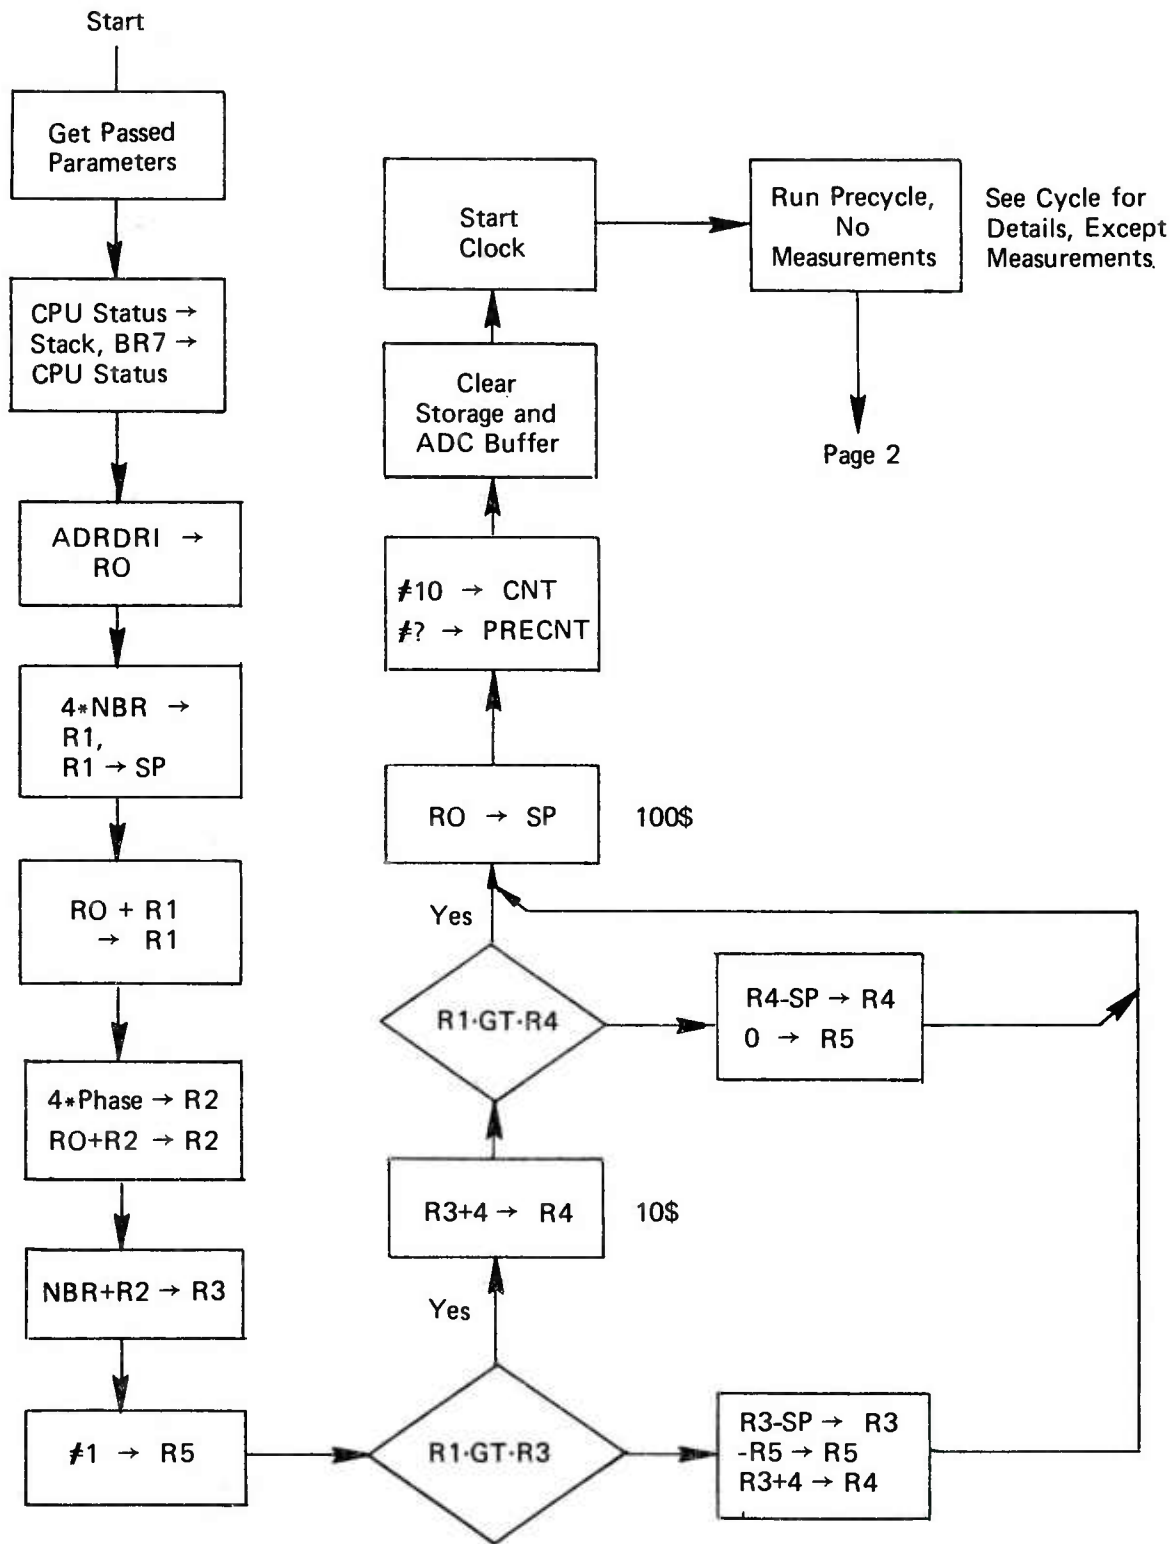 Start
Get Passed
Parameters
CPU Status →
Stack, BR7 →
CPU Status
ADRDRI →
RO
4*NBR →
R1,
R1 → SP
RO + R1
→ R1
4*Phase → R2
RO+R2 → R2
NBR+R2 → R3
#1 → R5
R1·GT·R3
R3-SP → R3
-R5 → R5
R3+4 → R4
Yes
R3+4 → R4
10$
R1·GT·R4
R4-SP → R4
0 → R5
Yes
RO → SP
100$
#10 → CNT
#? → PRECNT
Clear
Storage and
ADC Buffer
Start
Clock
Run Precycle,
No
Measurements
See Cycle for
Details, Except
Measurements.
Page 2